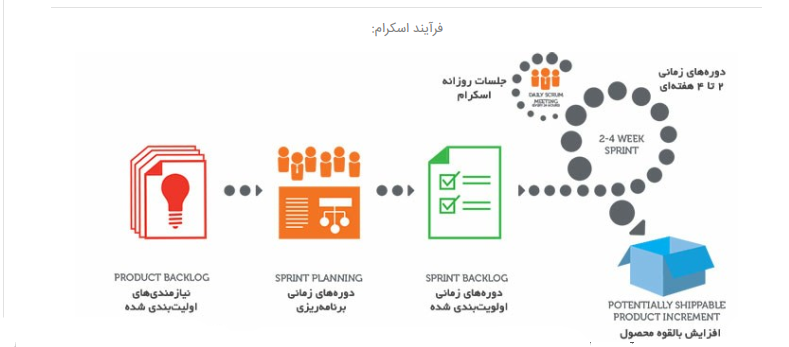 فرآیند اسکرام:
جلسات روزانه
اسکرام
DAILY SCRUM
MEETING
دوره‌های زمانی
۲ تا ۴ هفته‌ای
2-4 WEEK
SPRINT
PRODUCT BACKLOG
نیازمندی‌های
اولیت‌بندی شده
SPRINT PLANNING
دوره‌های زمانی
برنامه‌ریزی
SPRINT BACKLOG
دوره‌های زمانی
اولویت‌بندی شده
POTENTIALLY SHIPPABLE
PRODUCT INCREMENT
افزایش بالقوه محصول